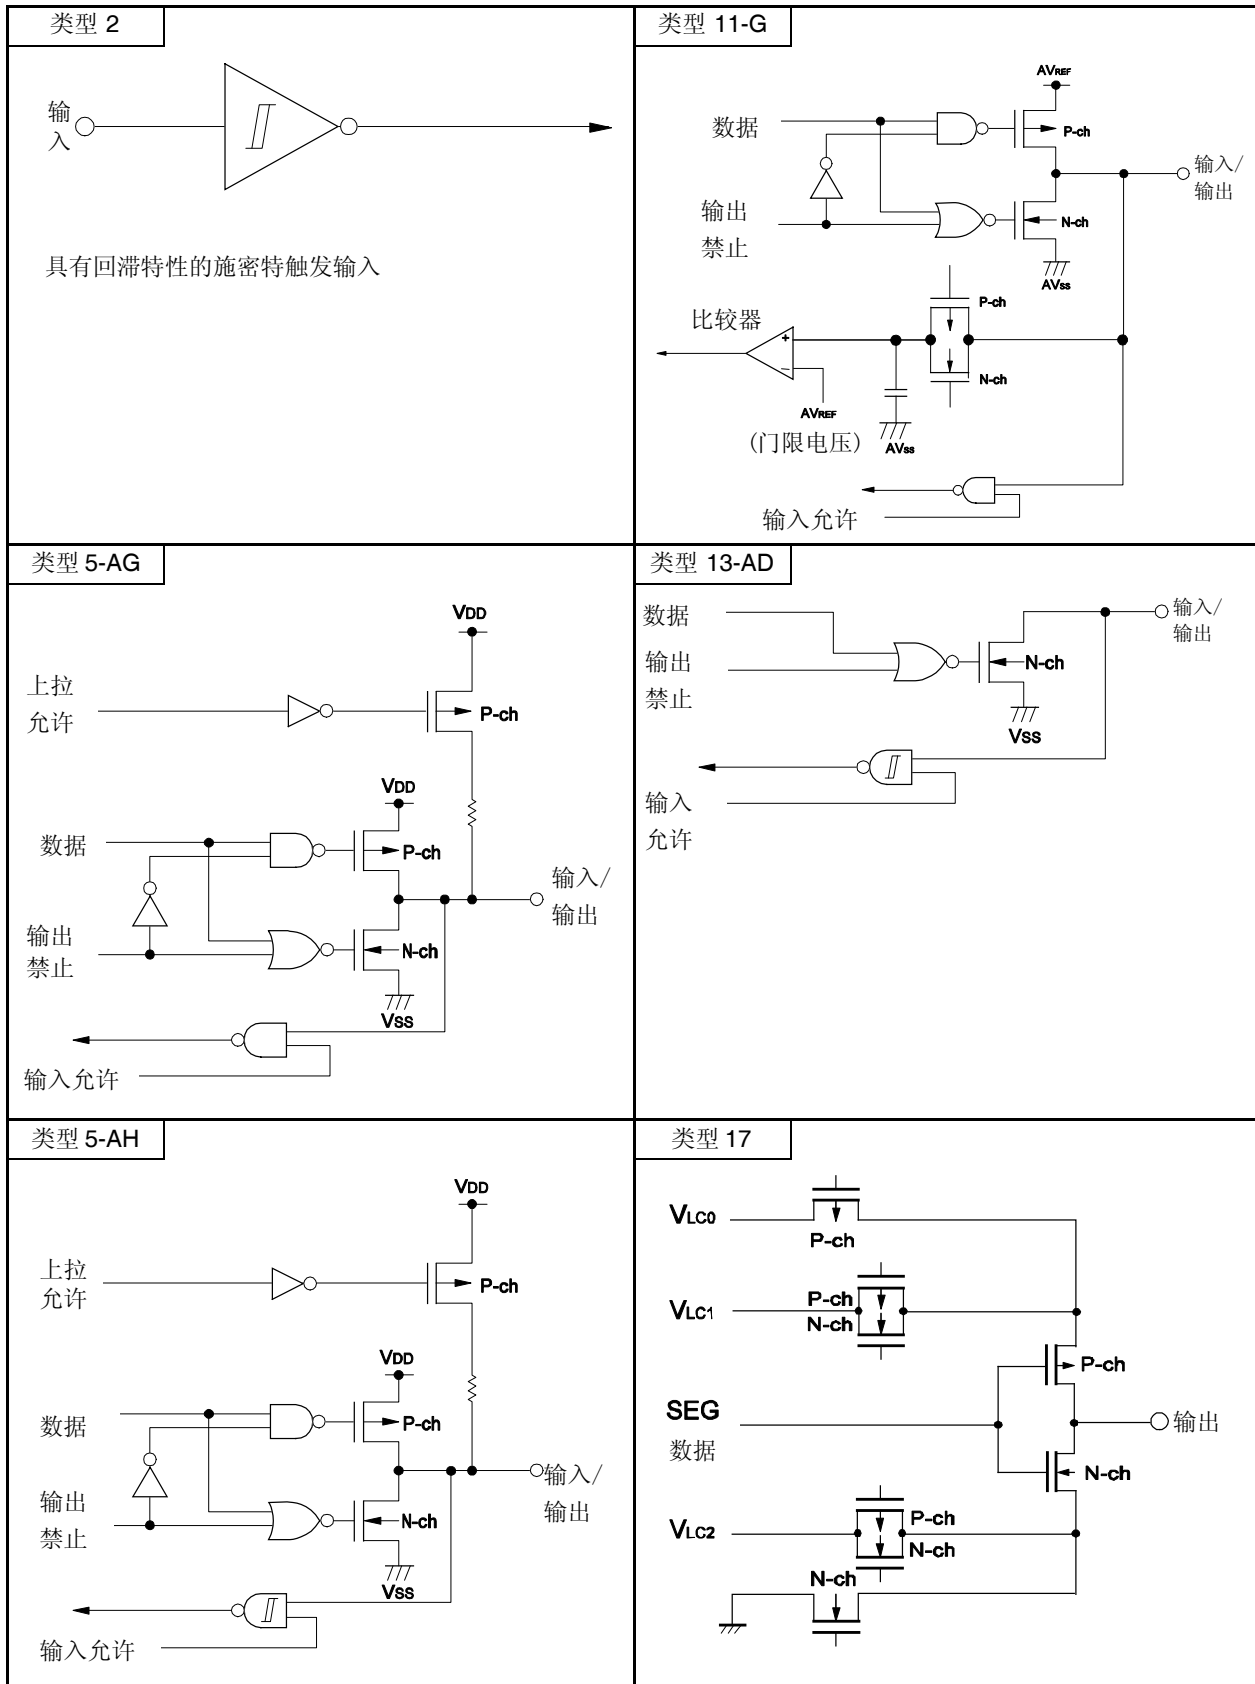 类型 2
输
入
具有回滞特性的施密特触发输入
类型 11-G
AVREF
数据
P-ch
输入/
输出
输出
禁止
N-ch
AVss
P-ch
比较器
+
−
N-ch
AVREF
(门限电压)
AVss
输入允许
类型 5-AG
VDD
上拉
允许
P-ch
VDD
数据
P-ch
输入/
输出
输出
禁止
N-ch
VSS
输入允许
类型 13-AD
数据
输入/
输出
输出
禁止
N-ch
VSS
输入
允许
类型 5-AH
VDD
上拉
允许
P-ch
VDD
数据
P-ch
输入/
输出
输出
禁止
N-ch
VSS
输入允许
类型 17
VLC0
P-ch
VLC1
P-ch
N-ch
P-ch
SEG
数据
输出
N-ch
VLC2
P-ch
N-ch
N-ch